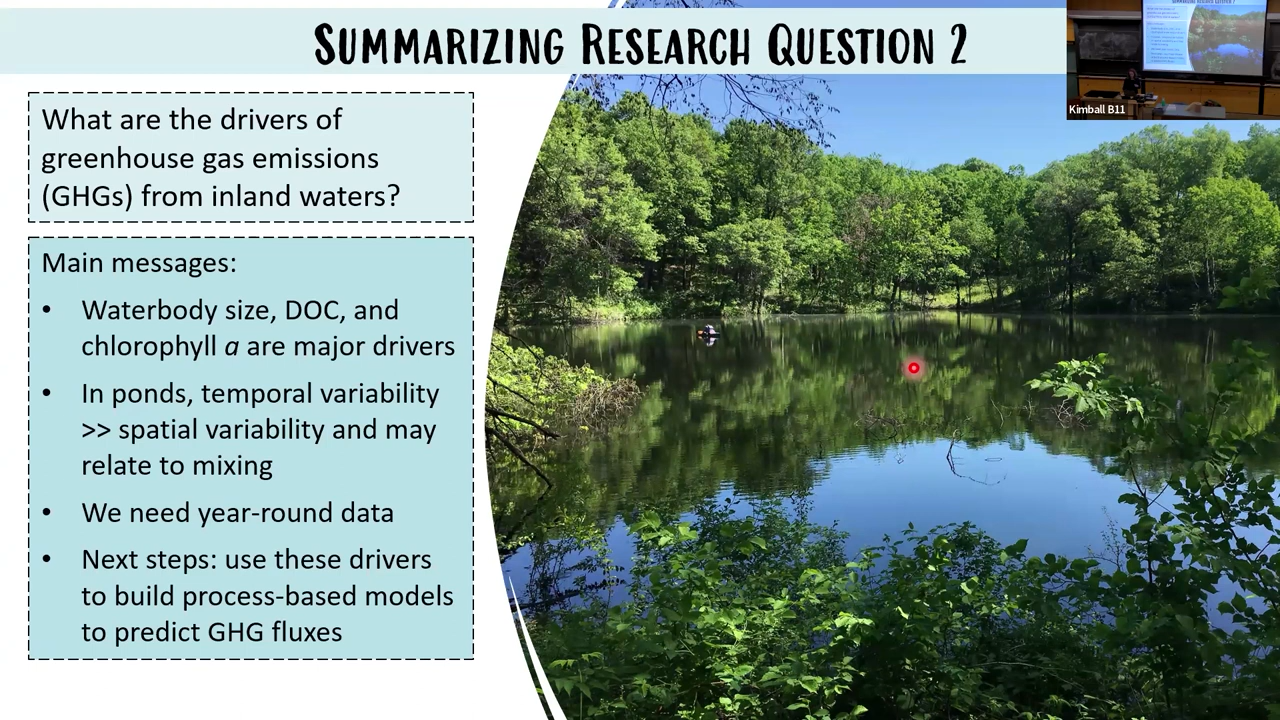 SUMMARIZING RESEARCH QUESTION 2
What are the drivers of
greenhouse gas emissions
(GHGs) from inland waters?
Main messages:
• Waterbody size, DOC, and
chlorophyll a are major drivers
• In ponds, temporal variability
>> spatial variability and may
relate to mixing
• We need year-round data
• Next steps: use these drivers
to build process-based models
to predict GHG fluxes
Kimball B11